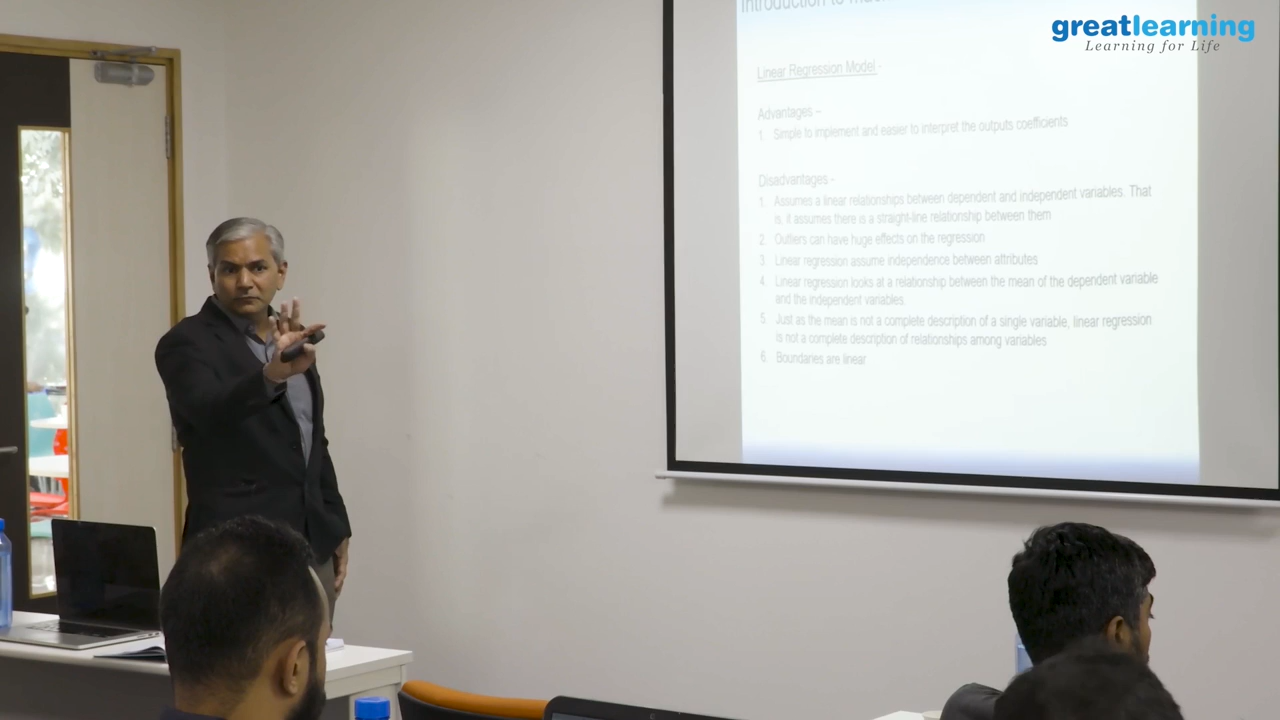 Introduction to
greatlearning
Learning for Life
Linear Regression Model -
Advantages –
1. Simple to implement and easier to interpret the outputs coefficients
Disadvantages -
1. Assumes a linear relationships between dependent and independent variables. That
is, it assumes there is a straight-line relationship between them
2. Outliers can have huge effects on the regression
3. Linear regression assume independence between attributes
4. Linear regression looks at a relationship between the mean of the dependent variable
and the independent variables.
5. Just as the mean is not a complete description of a single variable, linear regression
is not a complete description of relationships among variables
6. Boundaries are linear